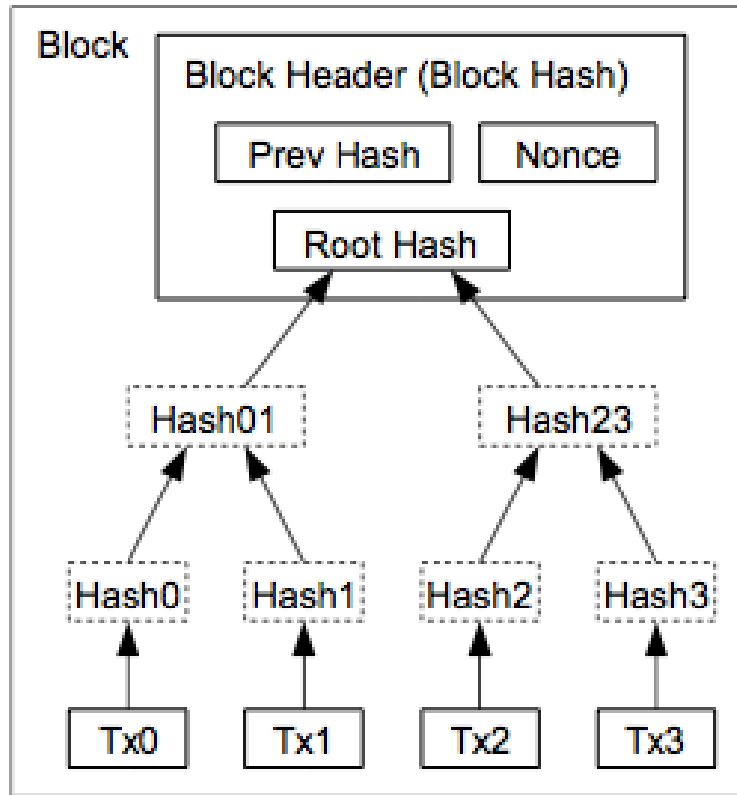 Block
Block Header (Block Hash)
Prev Hash
Nonce
Root Hash
Hash01
Hash23
Hash0
Hash1
Hash2
Hash3
Tx0
Tx1
Tx2
Tx3